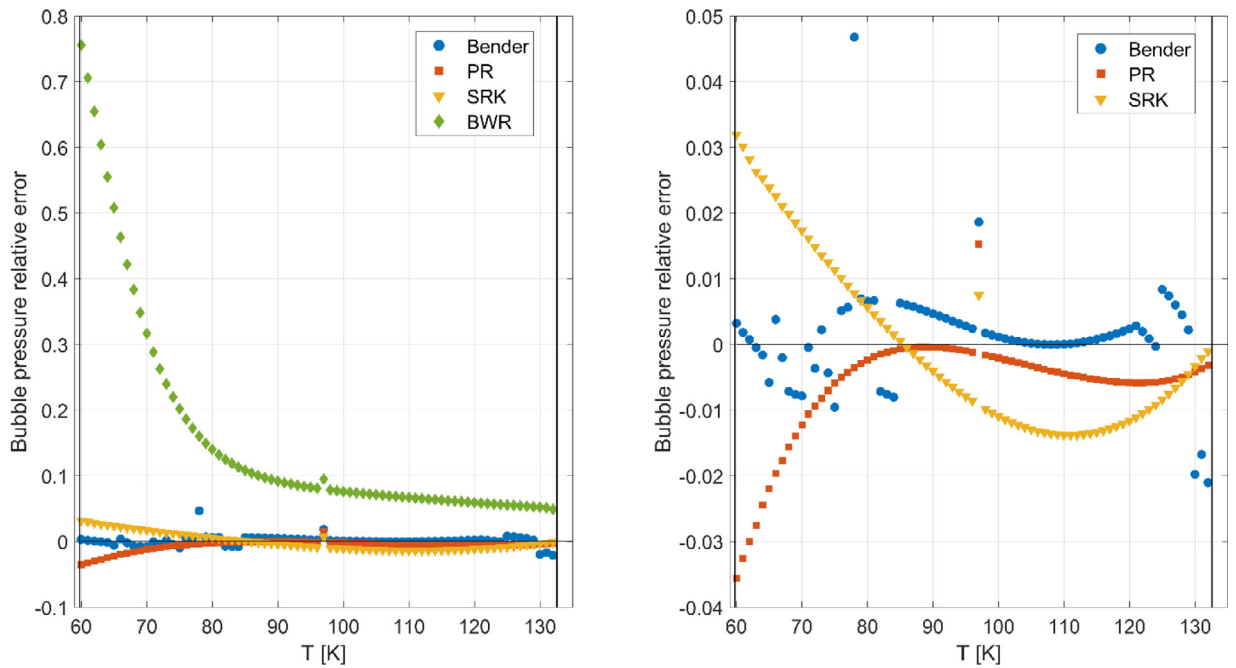 Bubble pressure relative error
0.8
0.7
0.6
0.5
0.4
0.3
0.2
0.1
0
-0.1
60 70 80 90 100 110 120 130
T [K]
Bender
PR
SRK
BWR
Bubble pressure relative error
0.05
0.04
0.03
0.02
0.01
0
-0.01
-0.02
-0.03
-0.04
60 70 80 90 100 110 120 130
T [K]
Bender
PR
SRK